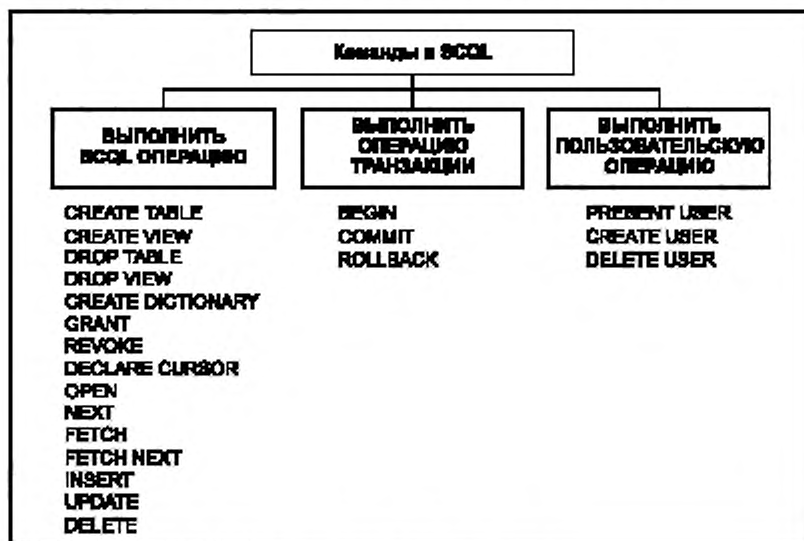 Команды в SCQL
ВЫПОЛНИТЬ
SCQL ОПЕРАЦИЮ
ВЫПОЛНИТЬ
ОПЕРАЦИЮ
ТРАНЗАКЦИИ
ВЫПОЛНИТЬ
ПОЛЬЗОВАТЕЛЬСКУЮ
ОПЕРАЦИЮ
CREATE TABLE
CREATE VIEW
DROP TABLE
DROP VIEW
CREATE DICTIONARY
GRANT
REVOKE
DECLARE CURSOR
OPEN
NEXT
FETCH
FETCH NEXT
INSERT
UPDATE
DELETE
BEGIN
COMMIT
ROLLBACK
PRESENT USER
CREATE USER
DELETE USER